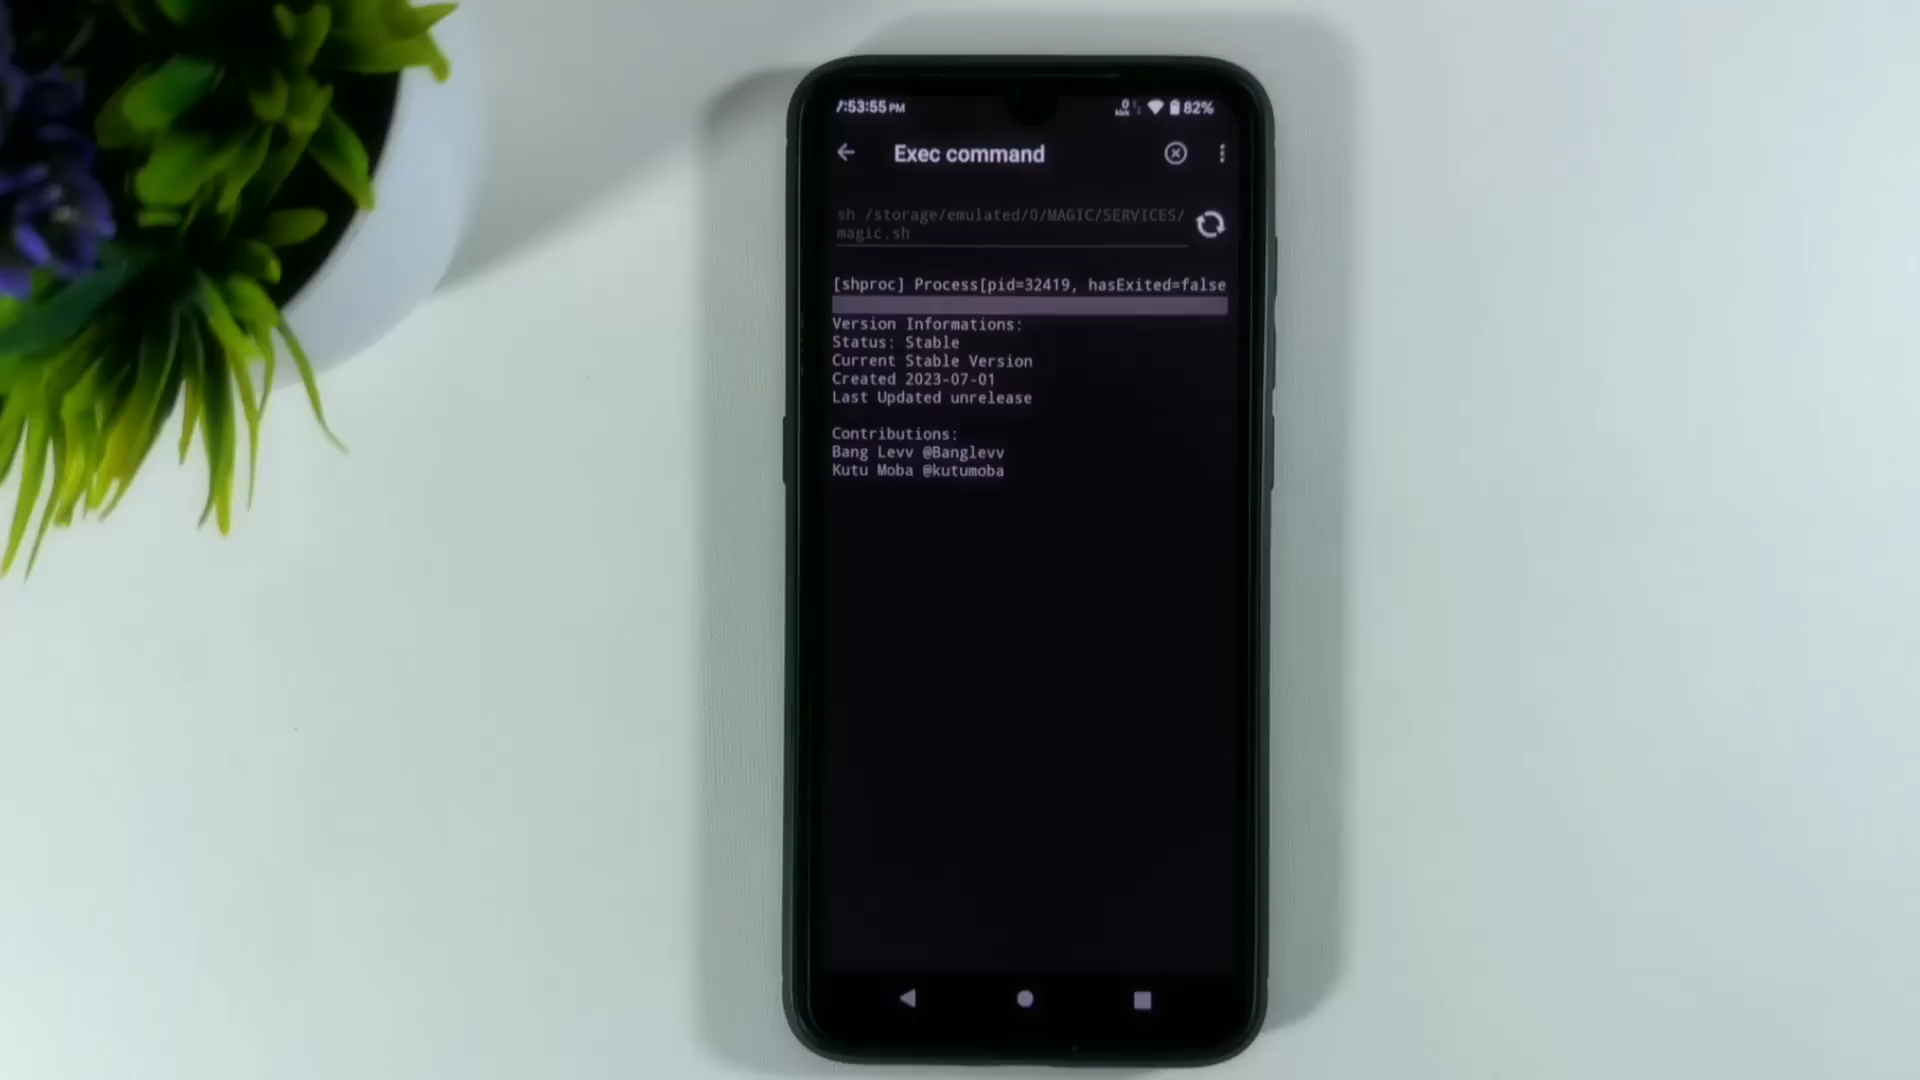 7:53:55 PM
82%
Exec command
sh /storage/emulated/0/MAGIC/SERVICES/
magic.sh
[shproc] Process[pid=32419, hasExited=false
Version Informations:
Status: Stable
Current Stable Version
Created 2023-07-01
Last Updated unrelease
Contributions:
Bang Levv @Banglevv
Kutu Moba @kutumoba